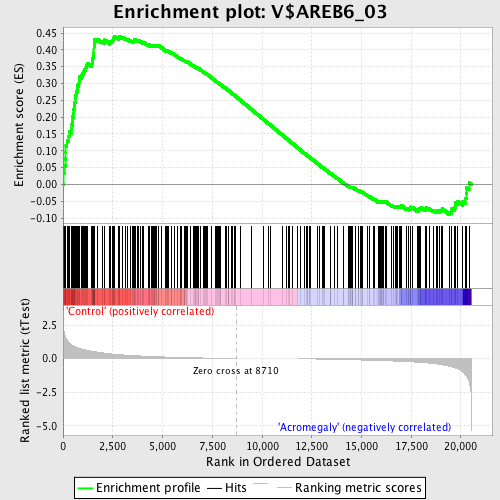 Enrichment plot: V$AREB6_03
Enrichment score (ES)
0.45
0.40
0.35
0.30
0.25
0.20
0.15
0.10
0.05
0.00
-0.05
-0.10
'Control' (positively correlated)
Ranked list metric (tTest)
2.5
0.0
-2.5
-5.0
Zero cross at 8710
'Acromegaly' (negatively correlated)
0 2,500 5,000 7,500 10,000 12,500 15,000 17,500 20,000
Rank in Ordered Dataset
Enrichment profile Hits Ranking metric scores